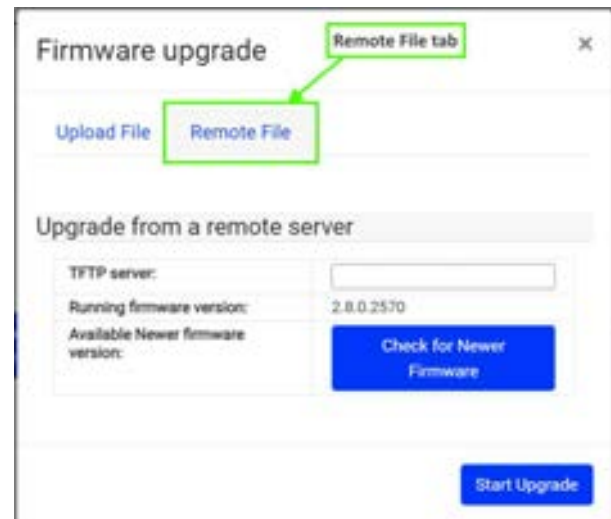 Firmware upgrade
Remote File tab
×
Upload File
Remote File
Upgrade from a remote server
TFTP server:
Running firmware version:
2.8.0.2570
Available Newer firmware
version:
Check for Newer
Firmware
Start Upgrade